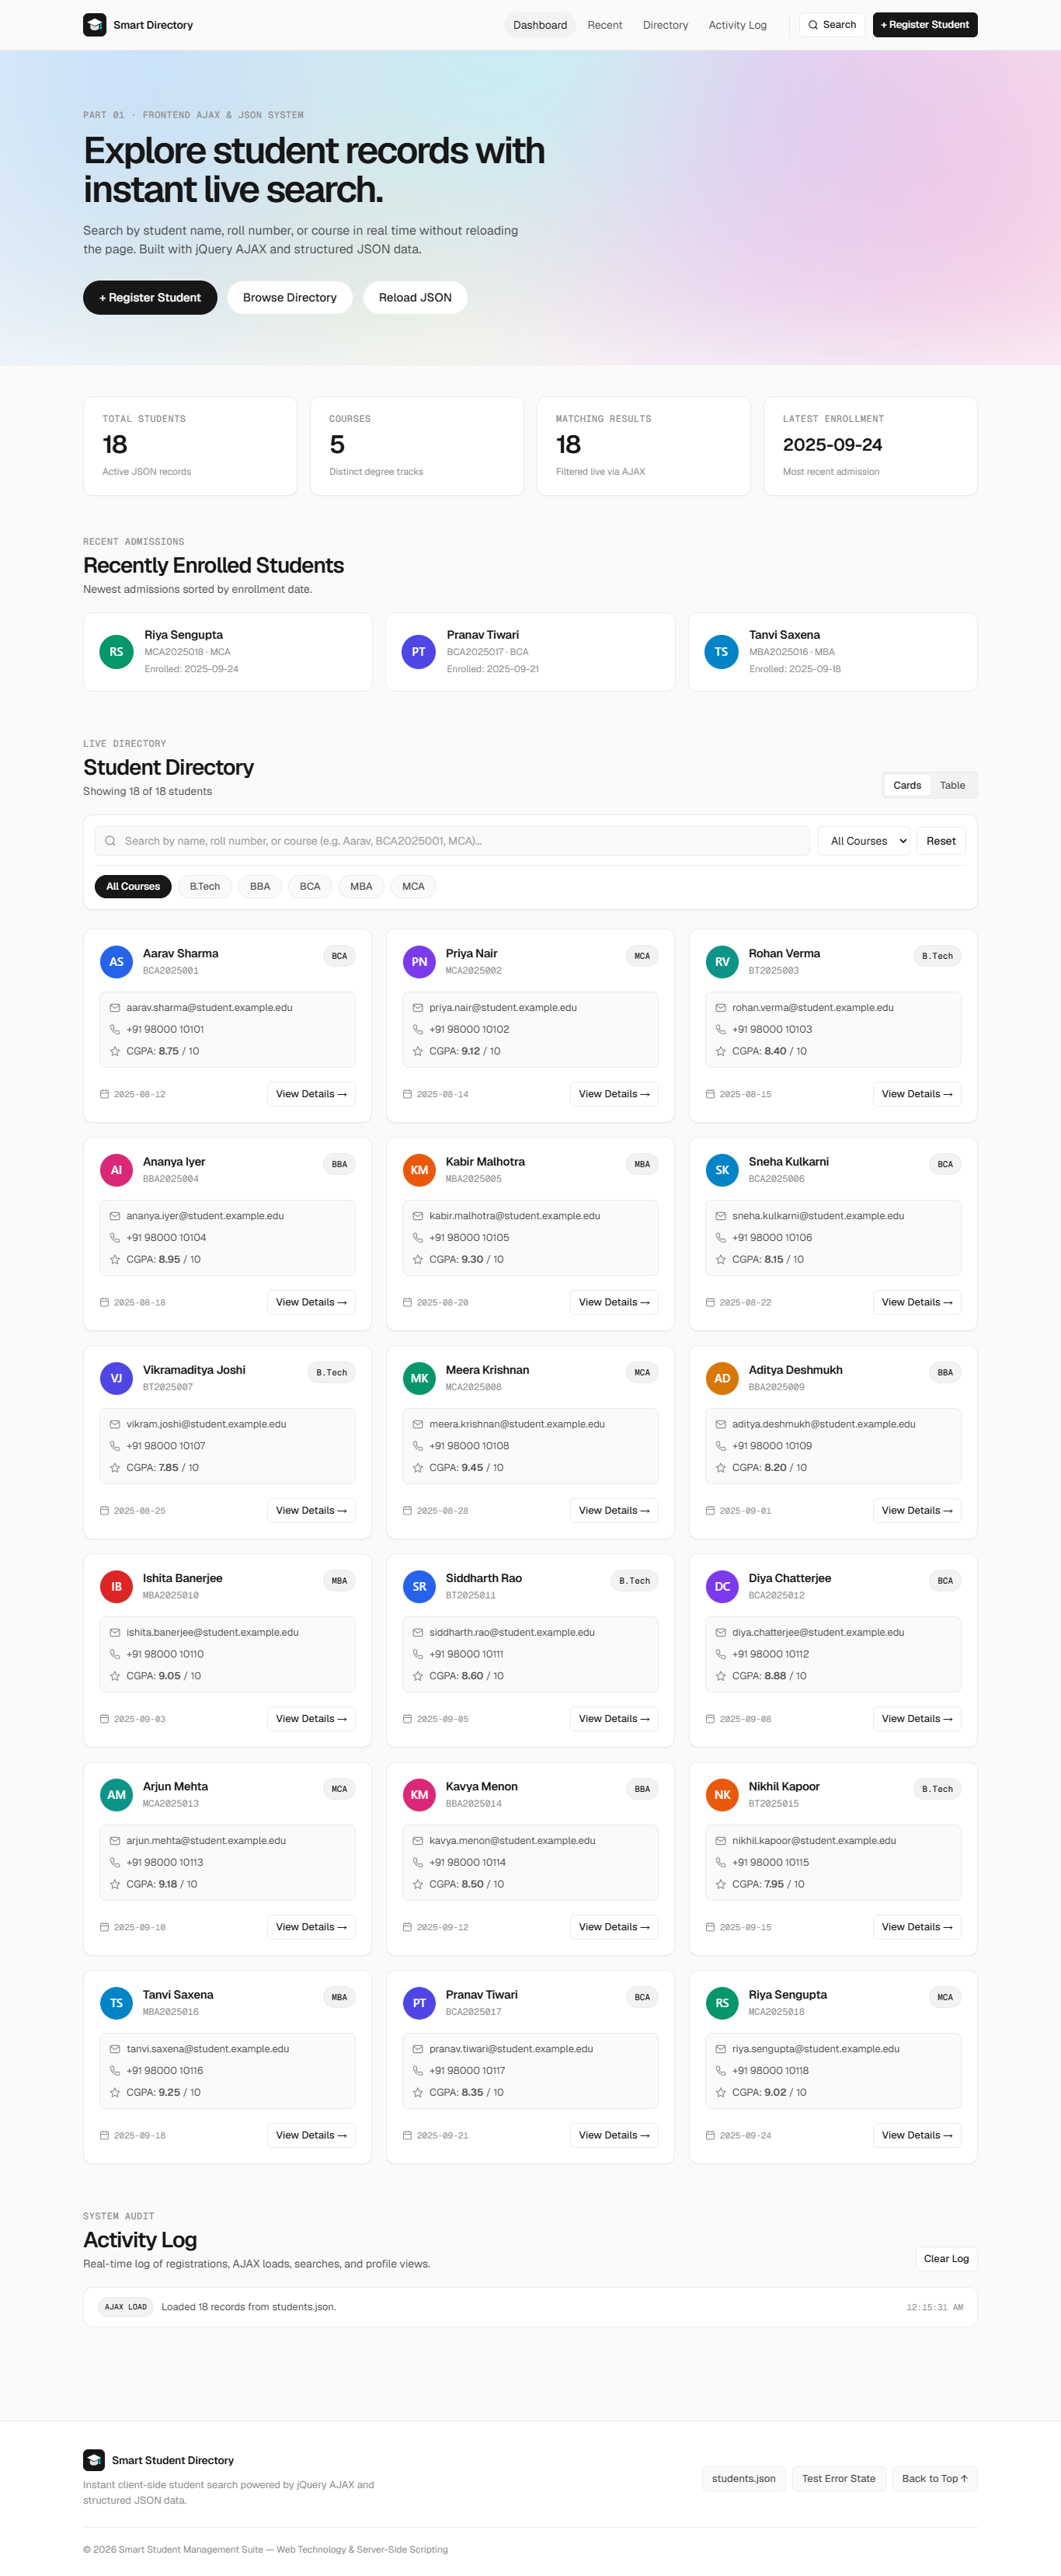 Smart Directory
Dashboard Recent Directory Activity Log Search + Register Student
PART 01 · FRONTEND AJAX & JSON SYSTEM
Explore student records with
instant live search.
Search by student name, roll number, or course in real time without reloading
the page. Built with jQuery AJAX and structured JSON data.
+ Register Student Browse Directory Reload JSON
TOTAL STUDENTS COURSES MATCHING RESULTS LATEST ENROLLMENT
18 5 18 2025-09-24
Active JSON records Distinct degree tracks Filtered live via AJAX Most recent admission
RECENT ADMISSIONS
Recently Enrolled Students
Newest admissions sorted by enrollment date.
RS Riya Sengupta
MCA2025018 · MCA
Enrolled: 2025-09-24
PT Pranav Tiwari
BCA2025017 · BCA
Enrolled: 2025-09-21
TS Tanvi Saxena
MBA2025016 · MBA
Enrolled: 2025-09-18
LIVE DIRECTORY
Student Directory
Showing 18 of 18 students
Cards Table
Search by name, roll number, or course (e.g. Aarav, BCA2025001, MCA)... All Courses Reset
All Courses B.Tech BBA BCA MBA MCA
AS Aarav Sharma BCA
BCA2025001
aarav.sharma@student.example.edu
+91 98000 10101
CGPA: 8.75 / 10
2025-08-12 View Details →
PN Priya Nair MCA
MCA2025002
priya.nair@student.example.edu
+91 98000 10102
CGPA: 9.12 / 10
2025-08-14 View Details →
RV Rohan Verma B.Tech
BT2025003
rohan.verma@student.example.edu
+91 98000 10103
CGPA: 8.40 / 10
2025-08-15 View Details →
AI Ananya Iyer BBA
BBA2025004
ananya.iyer@student.example.edu
+91 98000 10104
CGPA: 8.95 / 10
2025-08-18 View Details →
KM Kabir Malhotra MBA
MBA2025005
kabir.malhotra@student.example.edu
+91 98000 10105
CGPA: 9.30 / 10
2025-08-20 View Details →
SK Sneha Kulkarni BCA
BCA2025006
sneha.kulkarni@student.example.edu
+91 98000 10106
CGPA: 8.15 / 10
2025-08-22 View Details →
VJ Vikramaditya Joshi B.Tech
BT2025007
vikram.joshi@student.example.edu
+91 98000 10107
CGPA: 7.85 / 10
2025-08-25 View Details →
MK Meera Krishnan MCA
MCA2025008
meera.krishnan@student.example.edu
+91 98000 10108
CGPA: 9.45 / 10
2025-08-28 View Details →
AD Aditya Deshmukh BBA
BBA2025009
aditya.deshmukh@student.example.edu
+91 98000 10109
CGPA: 8.20 / 10
2025-09-01 View Details →
IB Ishita Banerjee MBA
MBA2025010
ishita.banerjee@student.example.edu
+91 98000 10110
CGPA: 9.05 / 10
2025-09-03 View Details →
SR Siddharth Rao B.Tech
BT2025011
siddharth.rao@student.example.edu
+91 98000 10111
CGPA: 8.60 / 10
2025-09-05 View Details →
DC Diya Chatterjee BCA
BCA2025012
diya.chatterjee@student.example.edu
+91 98000 10112
CGPA: 8.88 / 10
2025-09-08 View Details →
AM Arjun Mehta MCA
MCA2025013
arjun.mehta@student.example.edu
+91 98000 10113
CGPA: 9.18 / 10
2025-09-10 View Details →
KM Kavya Menon BBA
BBA2025014
kavya.menon@student.example.edu
+91 98000 10114
CGPA: 8.50 / 10
2025-09-12 View Details →
NK Nikhil Kapoor B.Tech
BT2025015
nikhil.kapoor@student.example.edu
+91 98000 10115
CGPA: 7.95 / 10
2025-09-15 View Details →
TS Tanvi Saxena MBA
MBA2025016
tanvi.saxena@student.example.edu
+91 98000 10116
CGPA: 9.25 / 10
2025-09-18 View Details →
PT Pranav Tiwari BCA
BCA2025017
pranav.tiwari@student.example.edu
+91 98000 10117
CGPA: 8.35 / 10
2025-09-21 View Details →
RS Riya Sengupta MCA
MCA2025018
riya.sengupta@student.example.edu
+91 98000 10118
CGPA: 9.02 / 10
2025-09-24 View Details →
SYSTEM AUDIT
Activity Log
Real-time log of registrations, AJAX loads, searches, and profile views.
Clear Log
AJAX LOAD Loaded 18 records from students.json. 12:15:31 AM
Smart Student Directory
Instant client-side student search powered by jQuery AJAX and
structured JSON data.
students.json Test Error State Back to Top ↑
© 2026 Smart Student Management Suite — Web Technology & Server-Side Scripting